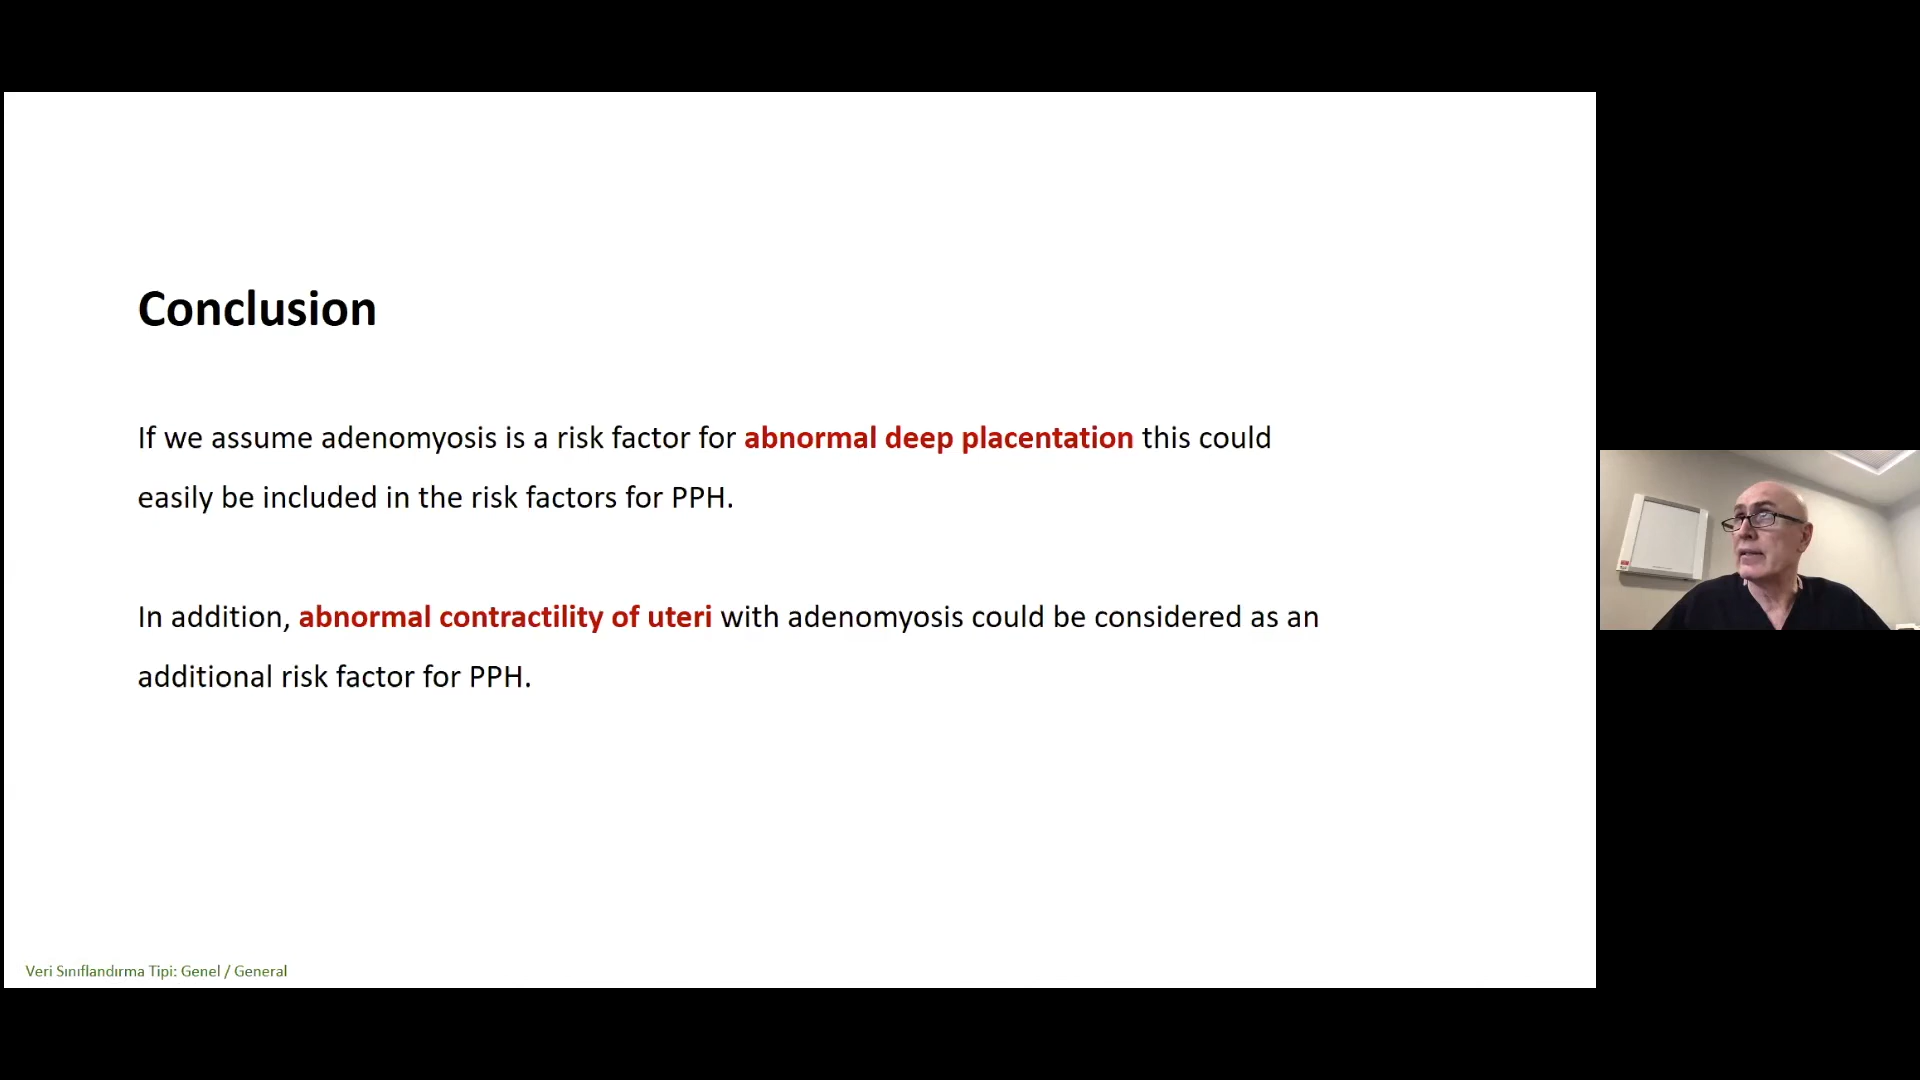 Conclusion
If we assume adenomyosis is a risk factor for abnormal deep placentation this could
easily be included in the risk factors for PPH.
In addition, abnormal contractility of uteri with adenomyosis could be considered as an
additional risk factor for PPH.
Veri Sınıflandırma Tipi: Genel / General